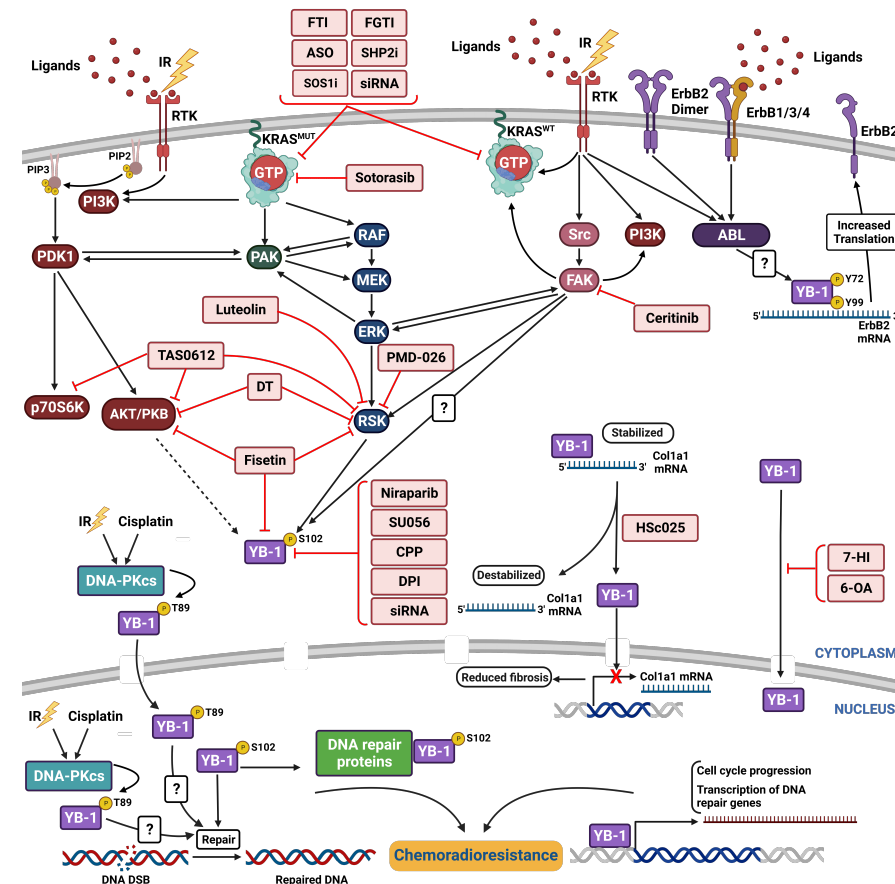 FTI
FGTI
ASO
SHP2i
SOS1i
siRNA
Ligands
IR
RTK
KRASMUT
GTP
Sotorasib
PIP3
PIP2
PI3K
PDK1
PAK
RAF
MEK
ERK
Ligands
IR
RTK
KRASWT
GTP
ErbB2
Dimer
Ligands
ErbB1/3/4
ErbB2
Src
PI3K
FAK
ABL
?
Increased
Translation
YB-1
P
Y72
P
Y99
5'
3'
ErbB2
mRNA
Ceritinib
Luteolin
TAS0612
PMD-026
DT
p70S6K
AKT/PKB
RSK
?
Fisetin
YB-1
P
S102
Niraparib
SU056
CPP
DPI
siRNA
YB-1
Stabilized
5'
3'
Col1a1
mRNA
HSc025
Destabilized
5'
3'
Col1a1
mRNA
YB-1
YB-1
7-HI
6-OA
IR
Cisplatin
DNA-PKcs
P
T89
YB-1
CYTOPLASM
NUCLEUS
YB-1
Reduced fibrosis
X
Col1a1 mRNA
IR
Cisplatin
DNA-PKcs
P
T89
YB-1
YB-1
P
T89
YB-1
P
S102
?
?
Repair
DNA DSB
Repaired DNA
DNA repair
proteins
YB-1
P
S102
Chemoradioresistance
Cell cycle progression
Transcription of DNA
repair genes
YB-1